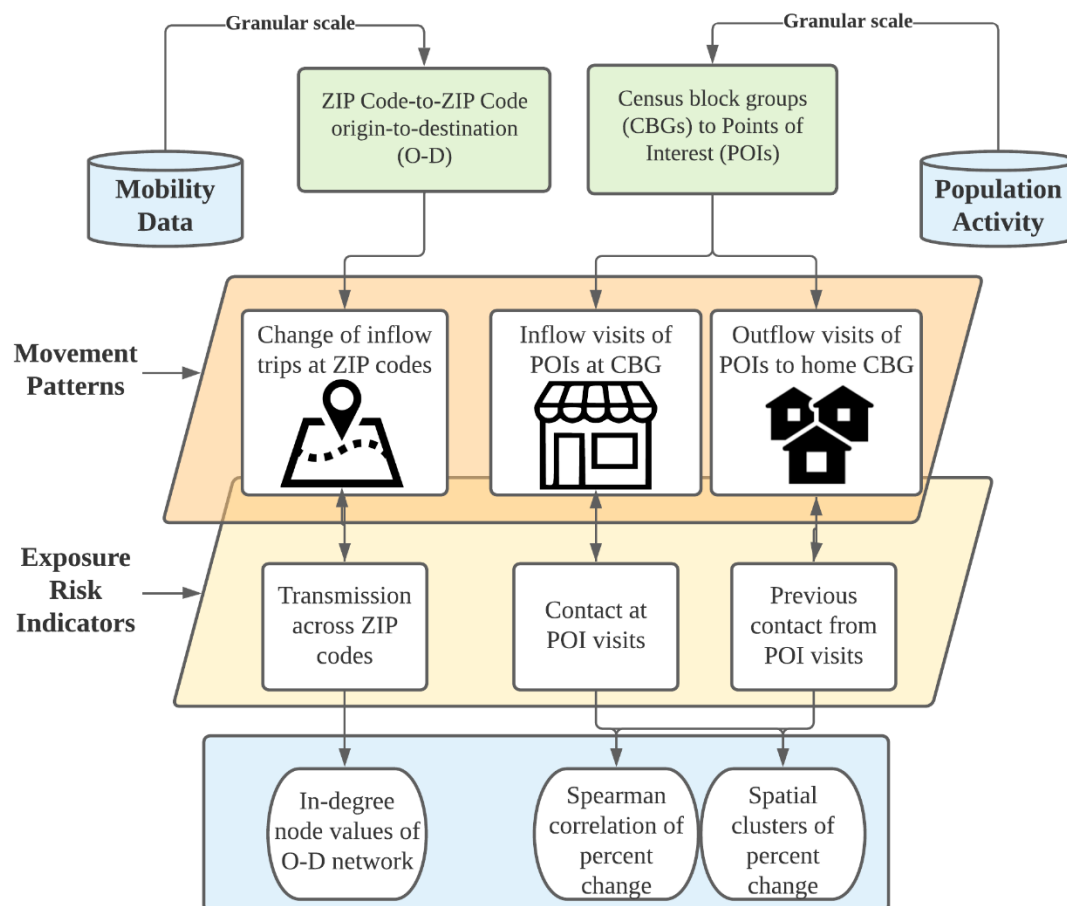 Granular scale
Granular scale
ZIP Code-to-ZIP Code
origin-to-destination
(O-D)
Census block groups
(CBGs) to Points of
Interest (POIs)
Mobility
Data
Population
Activity
Movement
Patterns
Change of inflow
trips at ZIP codes
Inflow visits of
POIs at CBG
Outflow visits of
POIs to home CBG
Exposure
Risk
Indicators
Transmission
across ZIP
codes
Contact at
POI visits
Previous
contact from
POI visits
In-degree
node values of
O-D network
Spearman
correlation of
percent
change
Spatial
clusters of
percent
change